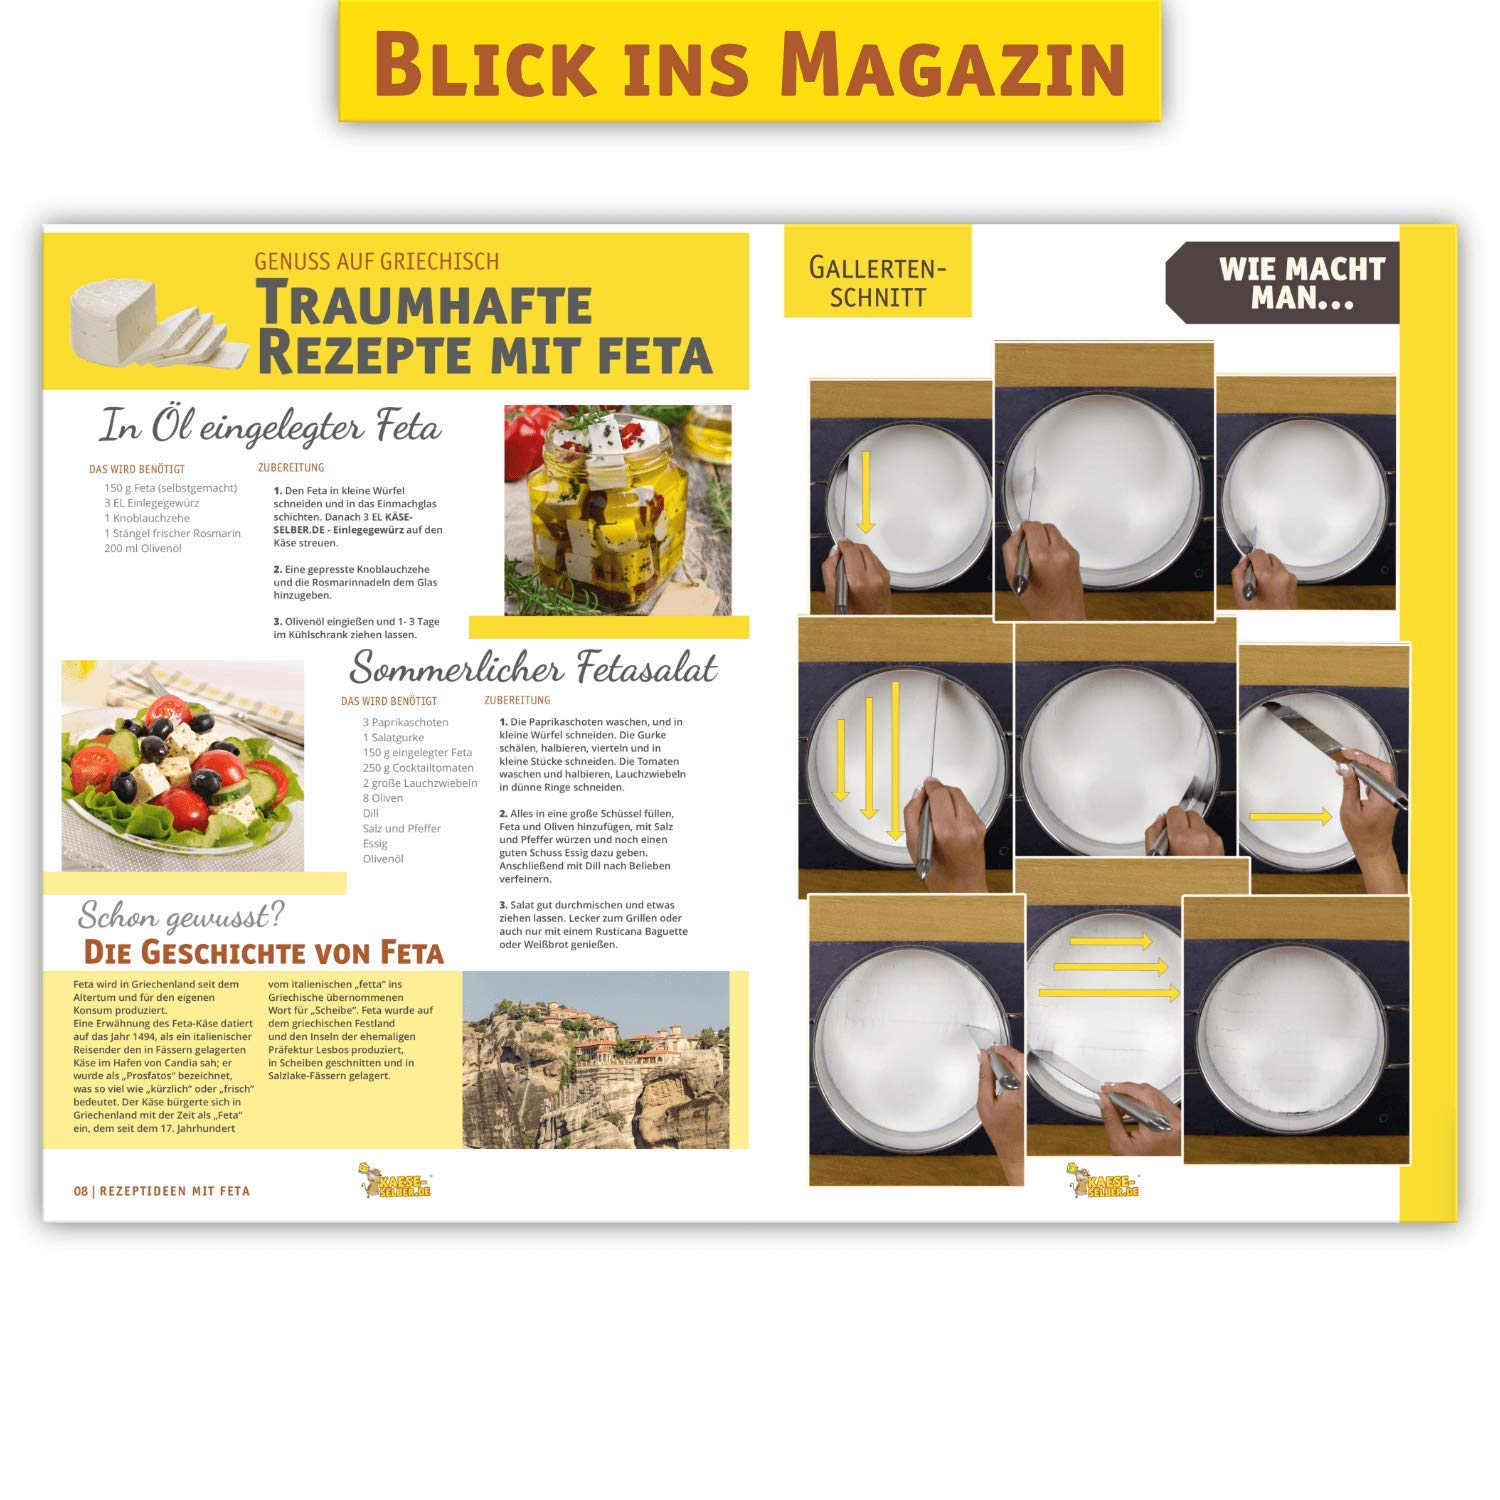 BLICK INS MAGAZIN
GENUSS AUF GRIECHISCH
TRAUMHAFTE
REZEPTE MIT FETA
In Öl eingelegter Feta
DAS WIRD BENÖTIGT
150 g Feta (selbstgemacht)
3 EL Einlegegewürz
1 Knoblauchzehe
1 Stängel frischer Rosmarin
200 ml Olivenöl
ZUBEREITUNG
1. Den Feta in kleine Würfel
schneiden und in das Einmachglas
schichten. Danach 3 EL KÄSE-
SELBER.DE - Einlegegewürz auf den
Käse streuen.
2. Eine gepresste Knoblauchzehe
und die Rosmarinnadeln dem Glas
hinzugeben.
3. Olivenöl eingießen und 1- 3 Tage
im Kühlschrank ziehen lassen.
Sommerlicher Fetasalat
DAS WIRD BENÖTIGT
3 Paprikaschoten
1 Salatgurke
150 g eingelegter Feta
250 g Cocktailtomaten
2 große Lauchzwiebeln
8 Oliven
Dill
Salz und Pfeffer
Essig
Olivenöl
ZUBEREITUNG
1. Die Paprikaschoten waschen, und in
kleine Würfel schneiden. Die Gurke
schälen, halbieren, vierteln und in
kleine Stücke schneiden. Die Tomaten
waschen und halbieren, Lauchzwiebeln
in dünne Ringe schneiden.
2. Alles in eine große Schüssel füllen,
Feta und Oliven hinzufügen, mit Salz
und Pfeffer würzen und noch einen
guten Schuss Essig dazu geben.
Anschließend mit Dill nach Belieben
verfeinern.
3. Salat gut durchmischen und etwas
ziehen lassen. Lecker zum Grillen oder
auch nur mit einem Rusticana Baguette
oder Weißbrot genießen.
Schon gewusst?
DIE GESCHICHTE VON FETA
Feta wird in Griechenland seit dem
Altertum und für den eigenen
Konsum produziert.
Eine Erwähnung des Feta-Käse datiert
auf das Jahr 1494, als ein italienischer
Reisender den in Fässern gelagerten
Käse im Hafen von Candia sah; er
wurde als „Prosfatos“ bezeichnet,
was so viel wie „kürzlich“ oder „frisch“
bedeutet. Der Käse bürgerte sich in
Griechenland mit der Zeit als „Feta“
ein, dem seit dem 17. Jahrhundert
vom italienischen „fetta“ ins
Griechische übernommenen
Wort für „Scheibe“. Feta wurde auf
dem griechischen Festland
und den Inseln der ehemaligen
Präfektur Lesbos produziert,
in Scheiben geschnitten und in
Salzlake-Fässern gelagert.
08 | REZEPTIDEEN MIT FETA
KAESE-
SELBER.DE
GALLERTEN-
SCHNITT
WIE MACHT
MAN...
KAESE-
SELBER.DE